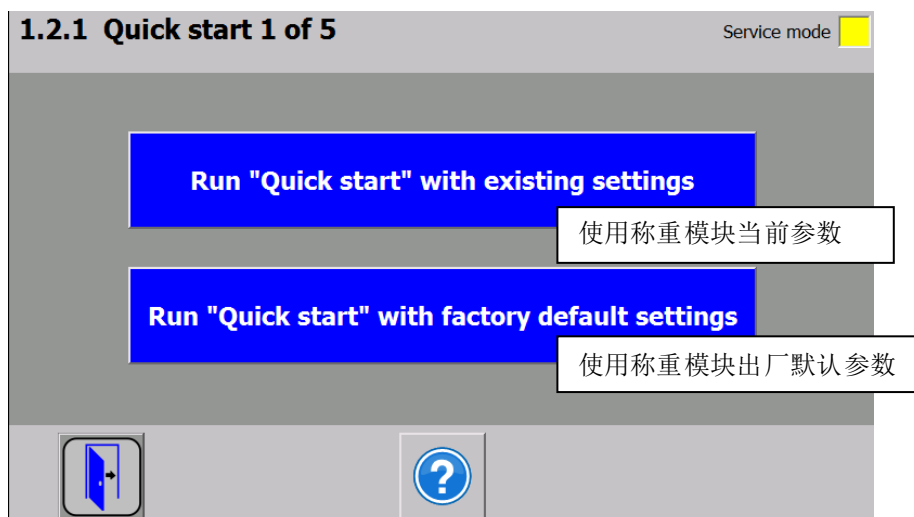 1.2.1 Quick start 1 of 5
Service mode
Run "Quick start" with existing settings
使用称重模块当前参数
Run "Quick start" with factory default settings
使用称重模块出厂默认参数
?